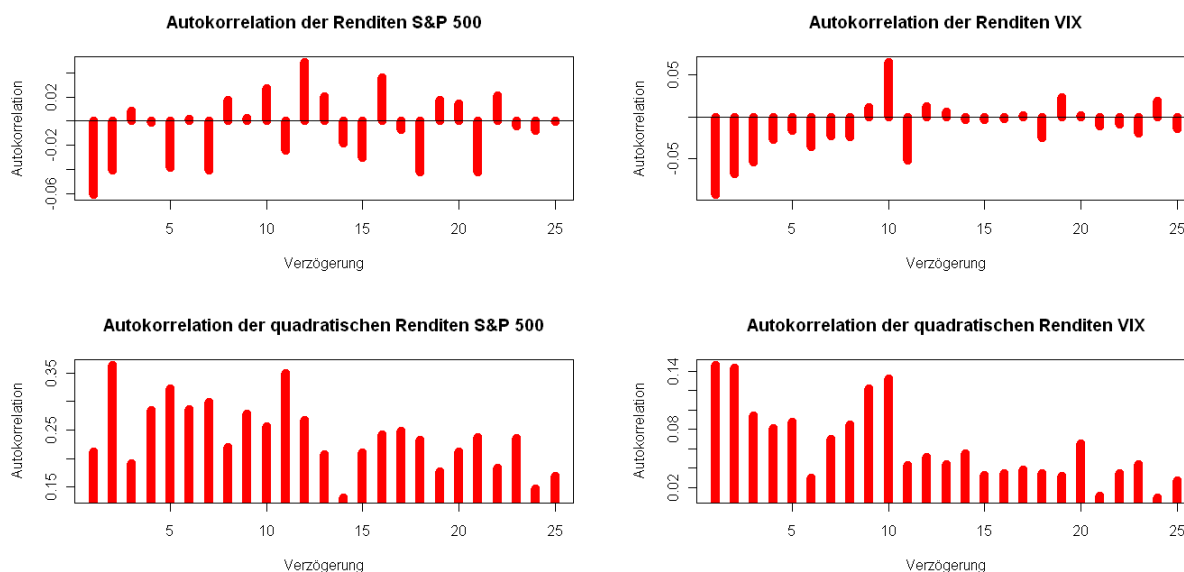 Autokorrelation der Renditen S&P 500
Autokorrelation
0.02
-0.02
-0.06
5 10 15 20 25
Verzögerung
Autokorrelation der Renditen VIX
Autokorrelation
0.05
-0.05
5 10 15 20 25
Verzögerung
Autokorrelation der quadratischen Renditen S&P 500
Autokorrelation
0.35
0.25
0.15
5 10 15 20 25
Verzögerung
Autokorrelation der quadratischen Renditen VIX
Autokorrelation
0.14
0.08
0.02
5 10 15 20 25
Verzögerung